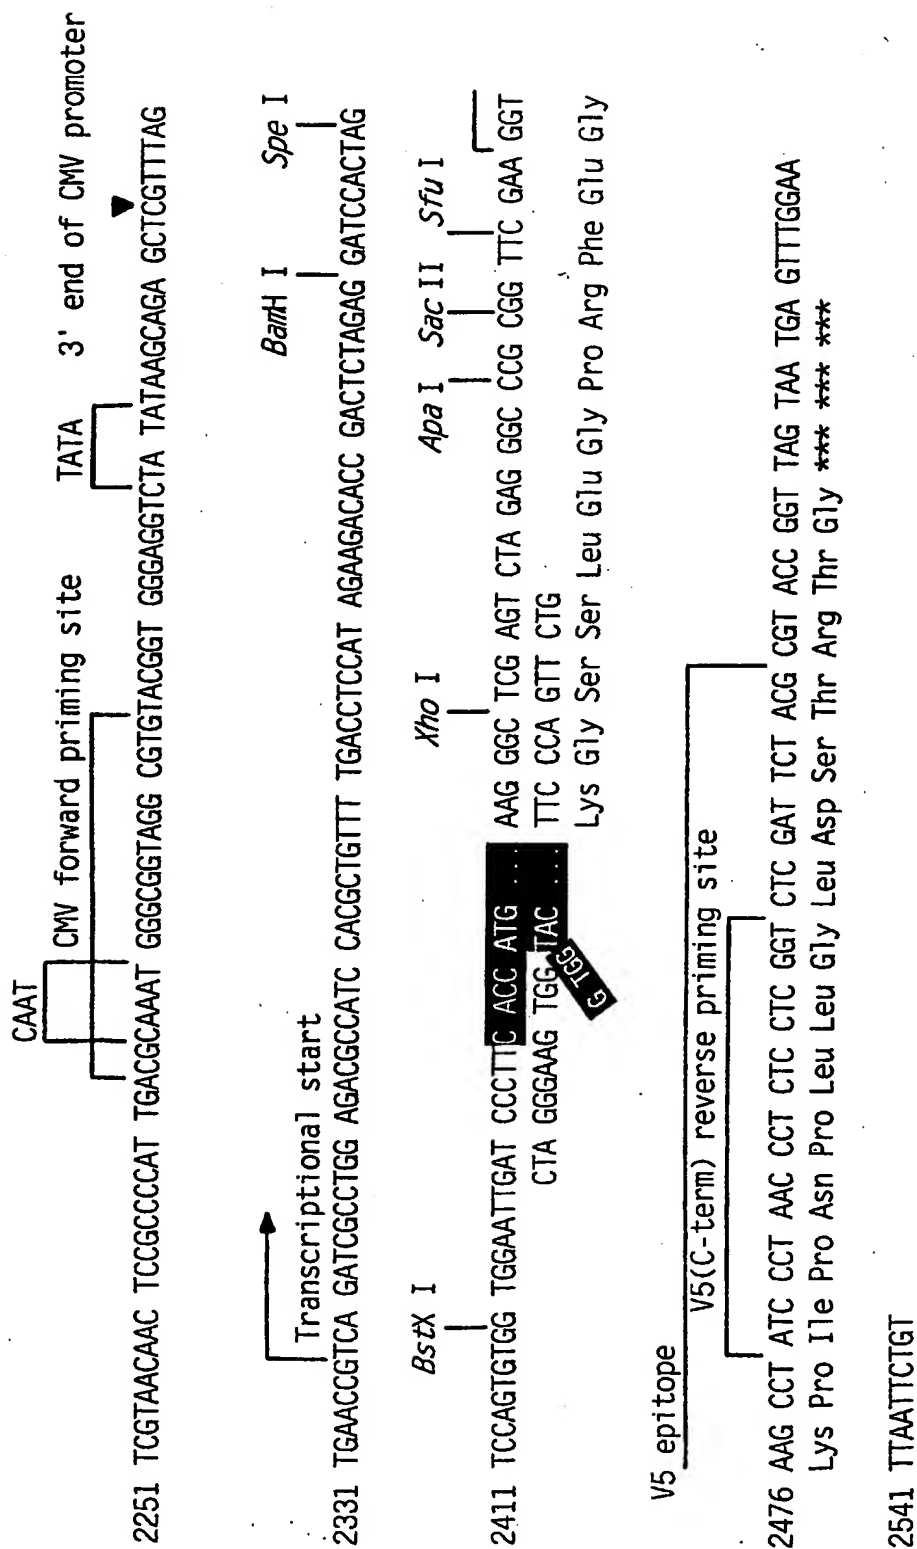 CAAT
CMV forward priming site
TATA
3' end of CMV promoter
2251 TCGTAACAAC TCCGCCCCAT TGACGCAAAT GGGCGGTAGG CGTGTACGGT GGGAGGTCTA TATAAGCAGA GCTCGTTTAG
Transcriptional start
BamH I
Spe I
2331 TGAACCGTCA GATCGCCTGG AGACGCCATC CACGCTGTTT TGACCTCCAT AGAAGACACC GACTCTAGAG GATCCACTAG
BstX I
Xho I
Apa I
Sac II
Sfu I
2411 TCCAGTGTGG TGGAATTGAT CCCTTC ACC ATG ... AAG GGC TCG AGT CTA GAG GGC CCG CGG TTC GAA GGT
CTA GGGAAG TGG TAC ... TTC CCA GTT CTG
G TGG
Lys Gly Ser Ser Leu Glu Gly Pro Arg Phe Glu Gly
V5 epitope
V5(C-term) reverse priming site
2476 AAG CCT ATC CCT AAC CCT CTC CTC GGT CTC GAT TCT ACG CGT ACC GGT TAG TAA TGA GTTTGGAA
Lys Pro Ile Pro Asn Pro Leu Leu Gly Leu Asp Ser Thr Arg Thr Gly *** *** ***
2541 TTAATTCTGT